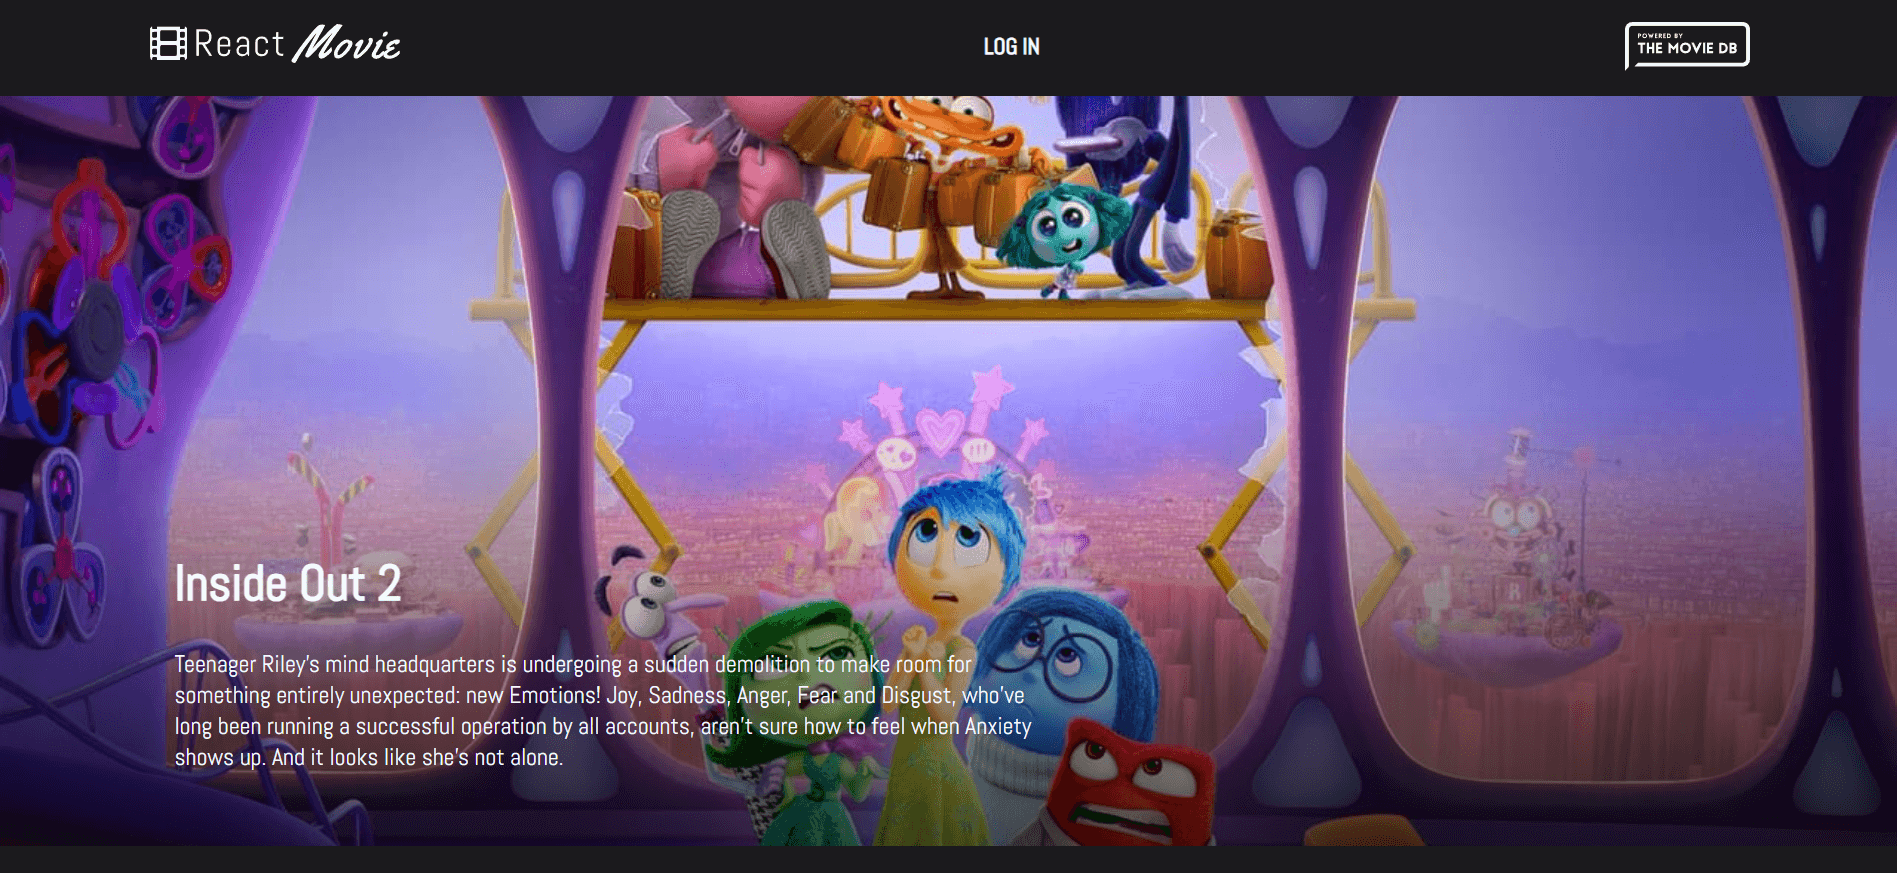 React Movie
LOG IN
POWERED BY
THE MOVIE DB
Inside Out 2
Teenager Riley's mind headquarters is undergoing a sudden demolition to make room for
something entirely unexpected: new Emotions! Joy, Sadness, Anger, Fear and Disgust, who've
long been running a successful operation by all accounts, aren't sure how to feel when Anxiety
shows up. And it looks like she's not alone.